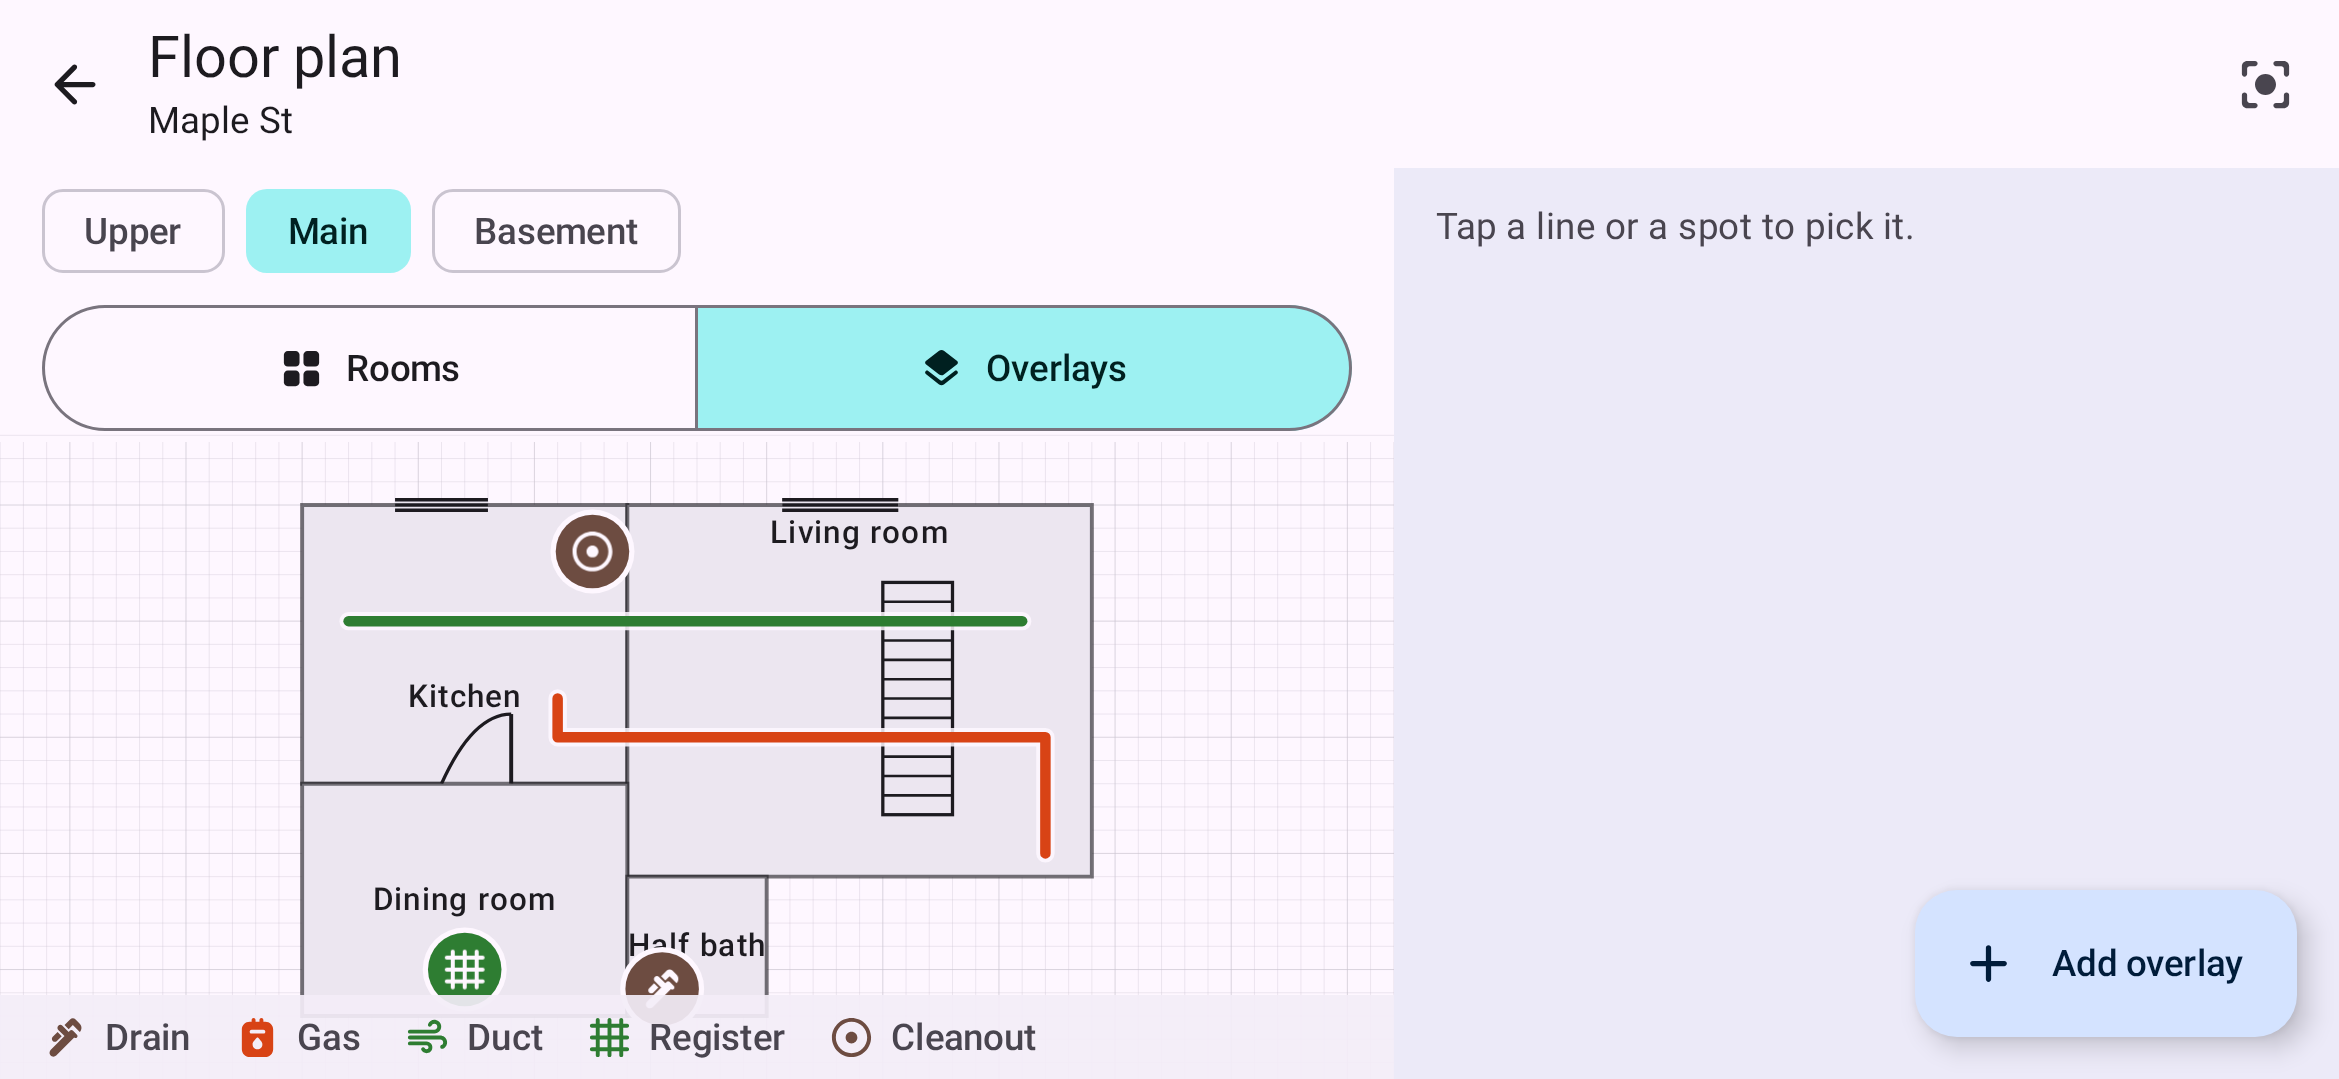 Floor plan
Maple St
Upper
Main
Basement
Rooms
Overlays
Tap a line or a spot to pick it.
Living room
Kitchen
Dining room
Half bath
Add overlay
Drain
Gas
Duct
Register
Cleanout